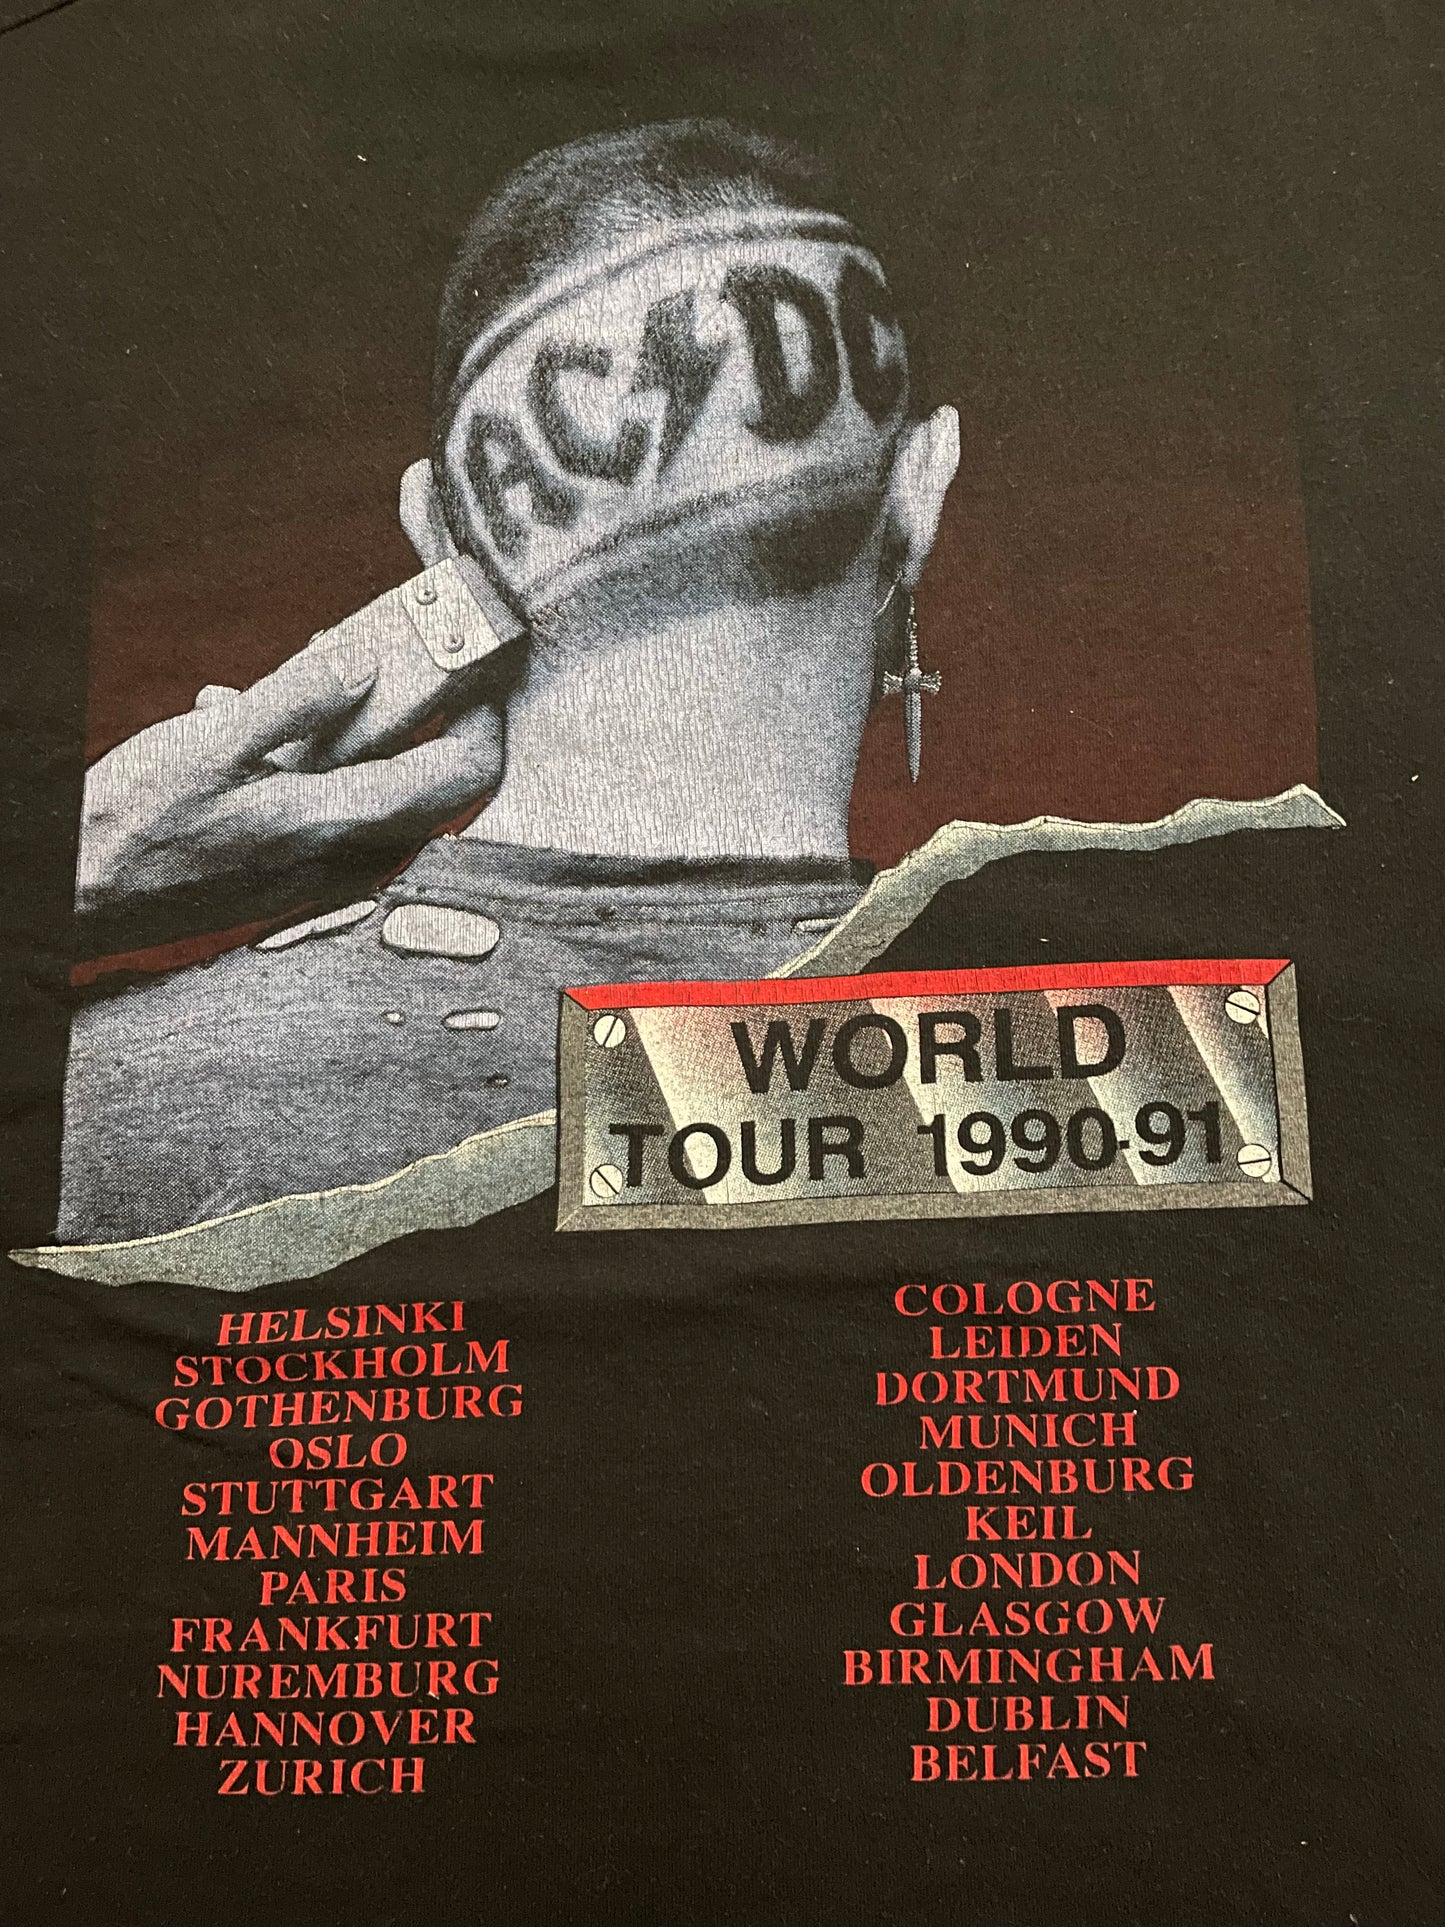 AC⚡DC
WORLD
TOUR 1990-91
HELSINKI
STOCKHOLM
GOTHENBURG
OSLO
STUTTGART
MANNHEIM
PARIS
FRANKFURT
NUREMBURG
HANNOVER
ZURICH
COLOGNE
LEIDEN
DORTMUND
MUNICH
OLDENBURG
KEIL
LONDON
GLASGOW
BIRMINGHAM
DUBLIN
BELFAST